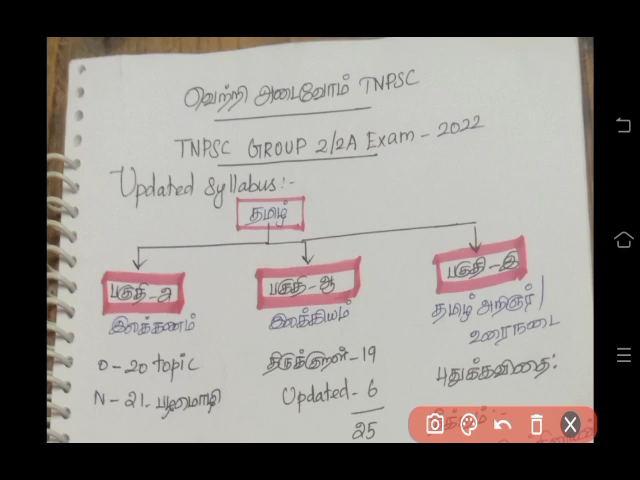 வெற்றி அடைவோம் TNPSC
TNPSC GROUP 2/2A Exam - 2022
Updated Syllabus:-
தமிழ்
பகுதி-அ
பகுதி-ஆ
பகுதி-இ
இலக்கணம்
இலக்கியம்
தமிழ் அறிஞர்/
உரைநடை
O-20 topic
திருக்குறள்-19
புதுக்கவிதை:
N-21. பழமொழி
Updated-6
25